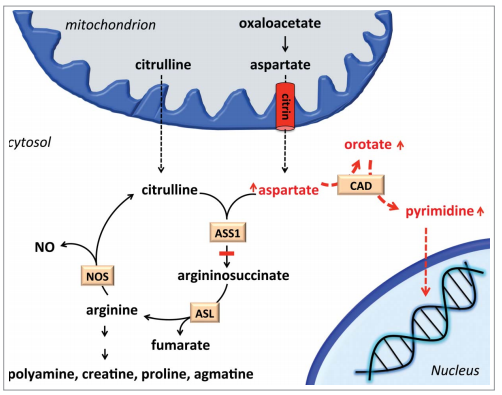 mitochondrion
oxaloacetate
citrulline
aspartate
citrin
cytosol
orotate
CAD
citrulline
aspartate
pyrimidine
ASS1
NO
NOS
argininosuccinate
arginine
ASL
fumarate
polyamine, creatine, proline, agmatine
Nucleus